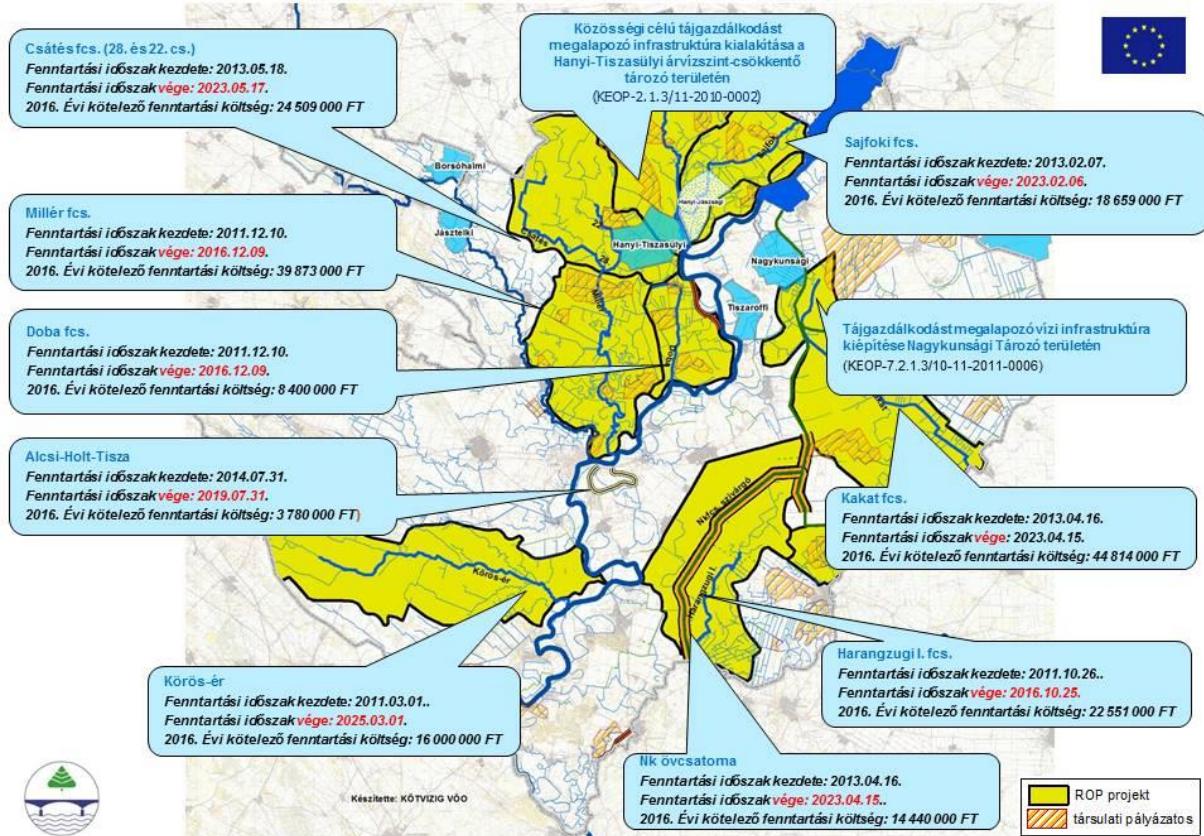 Csátés fcs. (28. és 22. cs.)
Fenntartási időszak kezdete: 2013.05.18.
Fenntartási időszak vége: 2023.05.17.
2016. Évi kötelező fenntartási költség: 24 509 000 FT
Közösségi célú tájgazdálkodást
megalapozó infrastruktúra kialakítása a
Hanyi-Tiszasülyi árvízszint-csökkentő
tározó területén
(KEOP-2.1.3/11-2010-0002)
Sajfoki fcs.
Fenntartási időszak kezdete: 2013.02.07.
Fenntartási időszak vége: 2023.02.06.
2016. Évi kötelező fenntartási költség: 18 659 000 FT
Millér fcs.
Fenntartási időszak kezdete: 2011.12.10.
Fenntartási időszak vége: 2016.12.09.
2016. Évi kötelező fenntartási költség: 39 873 000 FT
Doba fcs.
Fenntartási időszak kezdete: 2011.12.10.
Fenntartási időszak vége: 2016.12.09.
2016. Évi kötelező fenntartási költség: 8 400 000 FT
Tájgazdálkodást megalapozó vízi infrastruktúra
kiépítése Nagykunsági Tározó területén
(KEOP-7.2.1.3/10-11-2011-0006)
Alcsi-Holt-Tisza
Fenntartási időszak kezdete: 2014.07.31.
Fenntartási időszak vége: 2019.07.31.
2016. Évi kötelező fenntartási költség: 3 780 000 FT)
Kakat fcs.
Fenntartási időszak kezdete: 2013.04.16.
Fenntartási időszak vége: 2023.04.15.
2016. Évi kötelező fenntartási költség: 44 814 000 FT
Körös-ér
Fenntartási időszak kezdete: 2011.03.01..
Fenntartási időszak vége: 2025.03.01.
2016. Évi kötelező fenntartási költség: 16 000 000 FT
Harangzugi I. fcs.
Fenntartási időszak kezdete: 2011.10.26..
Fenntartási időszak vége: 2016.10.25.
2016. Évi kötelező fenntartási költség: 22 551 000 FT
Nk övcsatorna
Fenntartási időszak kezdete: 2013.04.16.
Fenntartási időszak vége: 2023.04.15..
2016. Évi kötelező fenntartási költség: 14 440 000 FT
Borsóhalmi
Jásztelki
Hanyi-Jászsági
Hanyi-Tiszasülyi
Nagykunsági
Tiszaroffi
Sajfok
Csátés
28.
22.
Millér
Doba
Nkfcs. szivárgó
Harangzugi I.
Körös-ér
Készítette: KÖTVIZIG VÖO
ROP projekt
társulati pályázatos